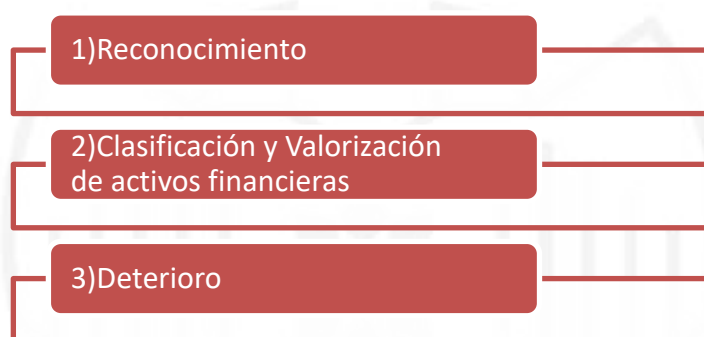 1)Reconocimiento
2)Clasificación y Valorización
de activos financieras
3)Deterioro